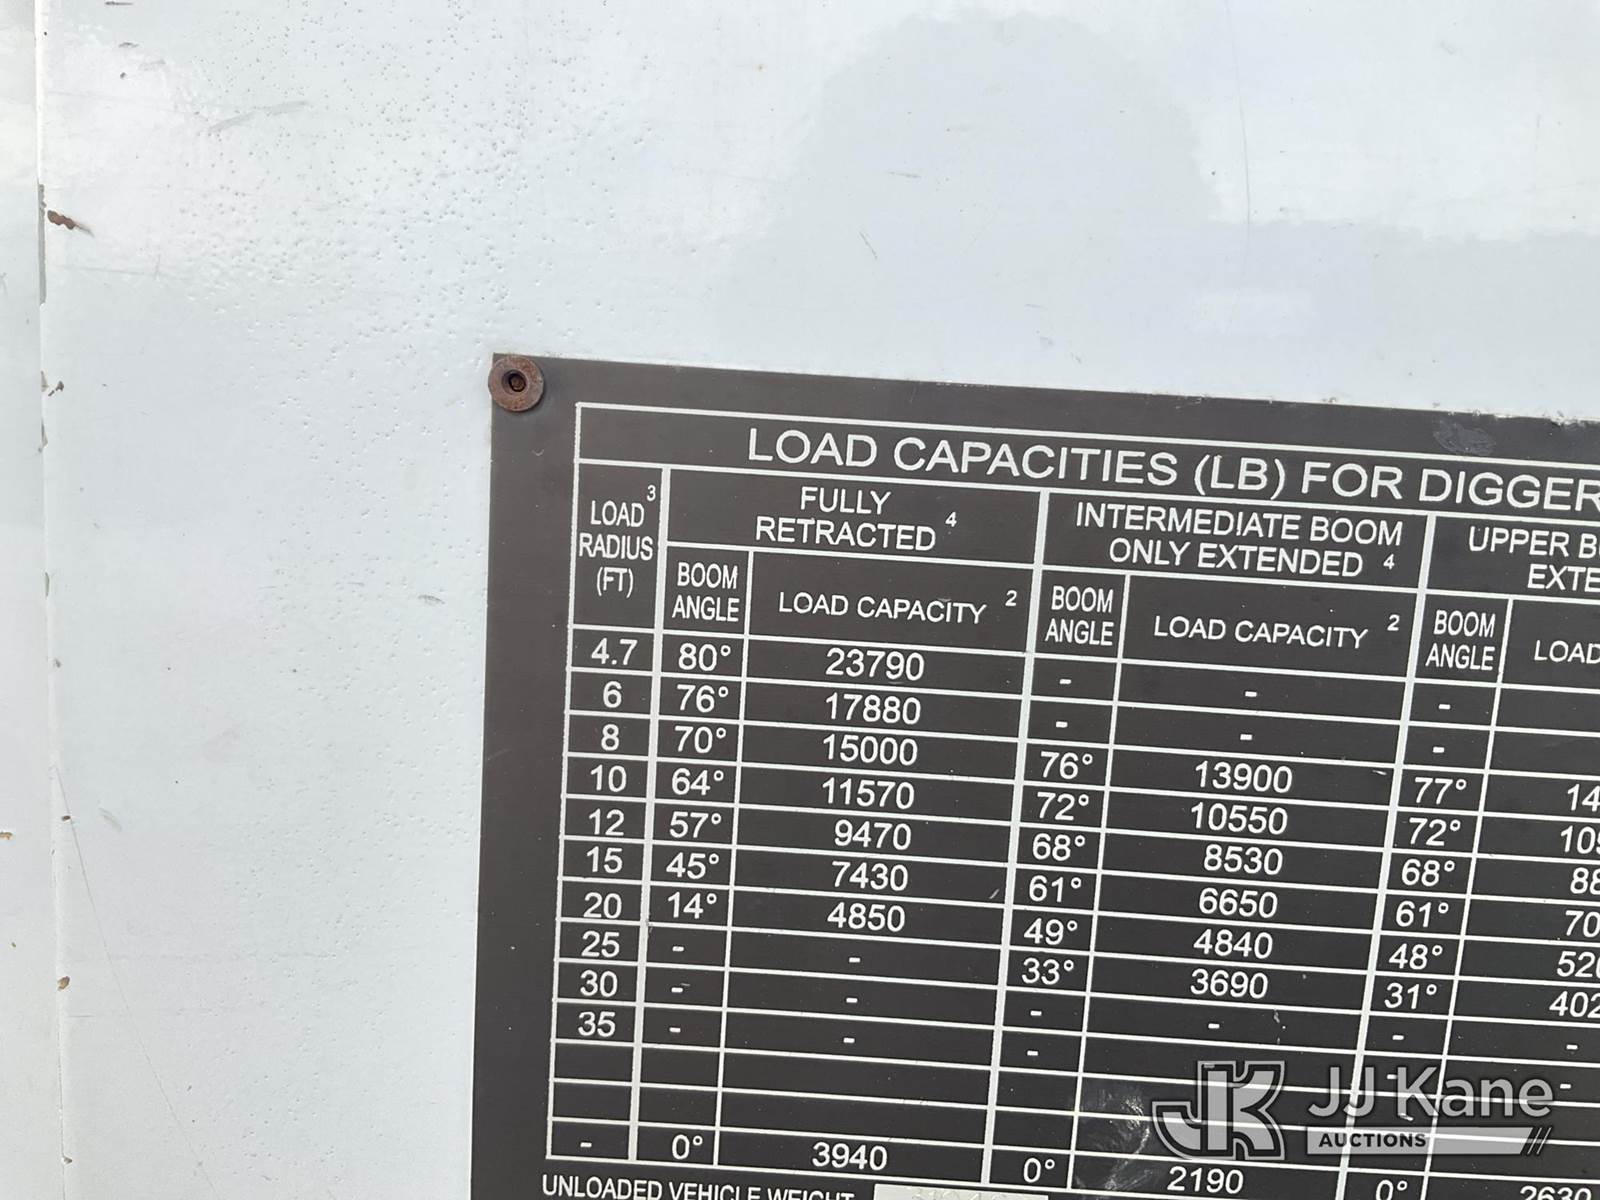 LOAD CAPACITIES (LB) FOR DIGGER
LOAD RADIUS (FT) 3 FULLY RETRACTED 4 INTERMEDIATE BOOM ONLY EXTENDED 4 UPPER
BOOM ANGLE LOAD CAPACITY 2 BOOM ANGLE LOAD CAPACITY 2 BOOM ANGLE LOAD
4.7 80° 23790 - - -
6 76° 17880 - - -
8 70° 15000 76° 13900 77°
10 64° 11570 72° 10550 72°
12 57° 9470 68° 8530 68°
15 45° 7430 61° 6650 61°
20 14° 4850 49° 4840 48°
25 - - 33° 3690 31°
30 - - - - - -
35 - - - - - -
- 0° 3940 0° 2190 0° 2630
UNLOADED VEHICLE WEIGHT
JK JJ Kane
AUCTIONS